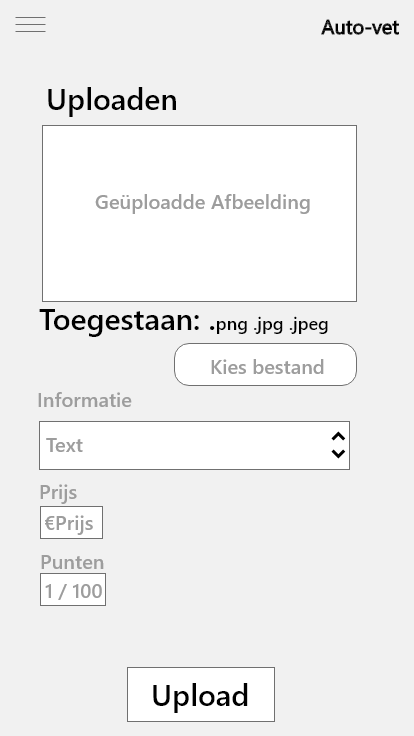 Auto-vet
Uploaden
Geüploadde Afbeelding
Toegestaan: .png .jpg .jpeg
Kies bestand
Informatie
Text
Prijs
€Prijs
Punten
1 / 100
Upload